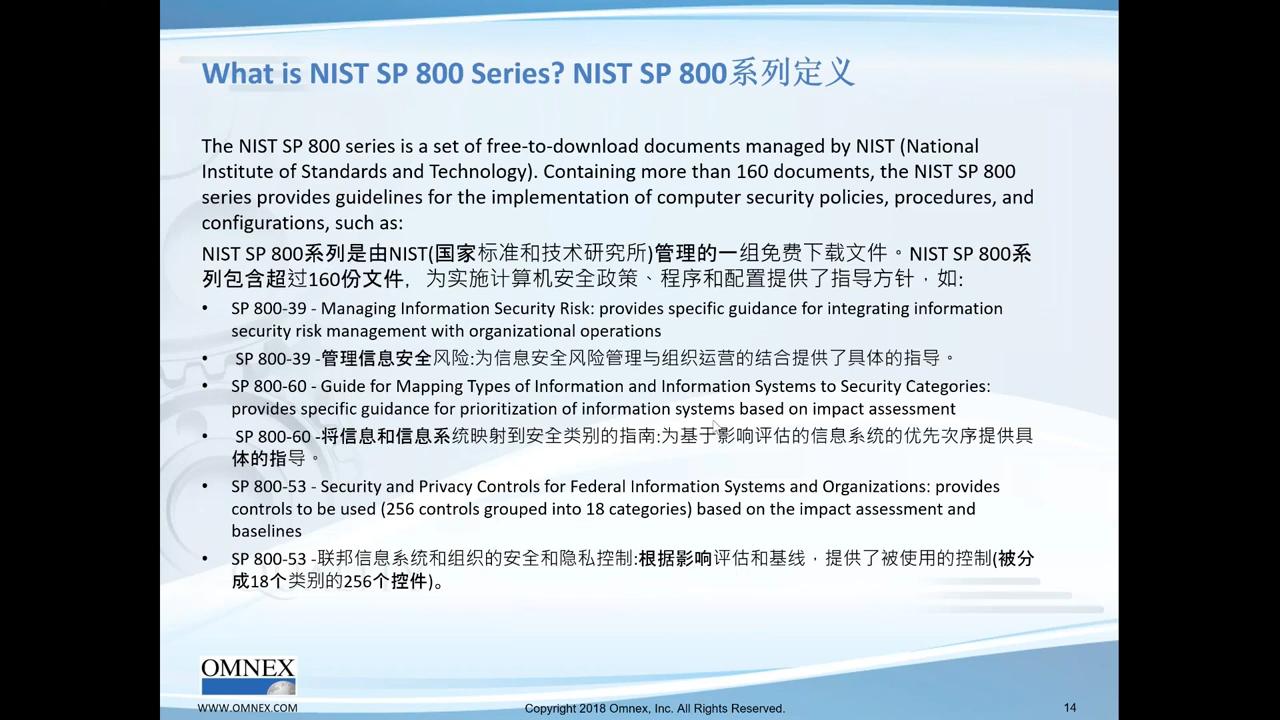 What is NIST SP 800 Series? NIST SP 800系列定义
The NIST SP 800 series is a set of free-to-download documents managed by NIST (National
Institute of Standards and Technology). Containing more than 160 documents, the NIST SP 800
series provides guidelines for the implementation of computer security policies, procedures, and
configurations, such as:
NIST SP 800系列是由NIST(国家标准和技术研究所)管理的一组免费下载文件。NIST SP 800系
列包含超过160份文件，为实施计算机安全政策、程序和配置提供了指导方针，如:
• SP 800-39 - Managing Information Security Risk: provides specific guidance for integrating information
security risk management with organizational operations
• SP 800-39 -管理信息安全风险:为信息安全风险管理与组织运营的结合提供了具体的指导。
• SP 800-60 - Guide for Mapping Types of Information and Information Systems to Security Categories:
provides specific guidance for prioritization of information systems based on impact assessment
• SP 800-60 -将信息和信息系统映射到安全类别的指南:为基于影响评估的信息系统的优先次序提供具
体的指导。
• SP 800-53 - Security and Privacy Controls for Federal Information Systems and Organizations: provides
controls to be used (256 controls grouped into 18 categories) based on the impact assessment and
baselines
• SP 800-53 -联邦信息系统和组织的安全和隐私控制:根据影响评估和基线，提供了被使用的控制(被分
成18个类别的256个控件)。
OMNEX
WWW.OMNEX.COM
Copyright 2018 Omnex, Inc. All Rights Reserved.
14